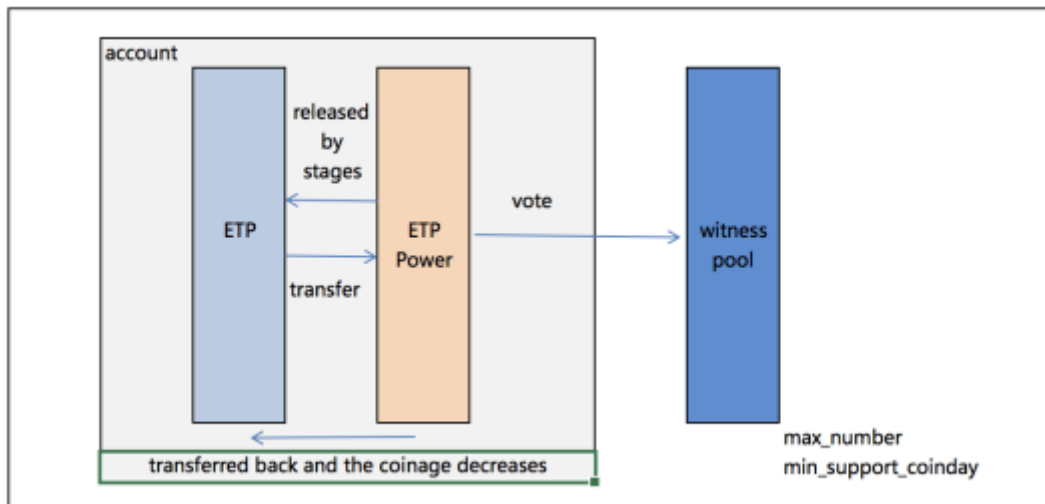 account
released
by
stages
vote
ETP
ETP
Power
witness
pool
transfer
max_number
transferred back and the coinage decreases
min_support_coinday